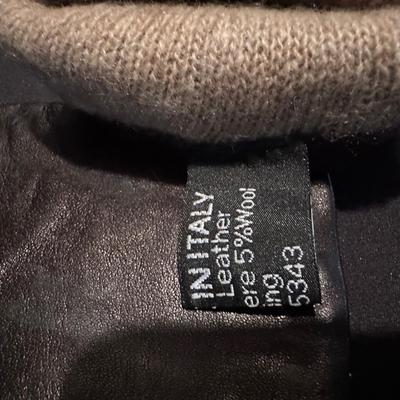 IN ITALY
Leather
ere 5%Wool
ing
5343